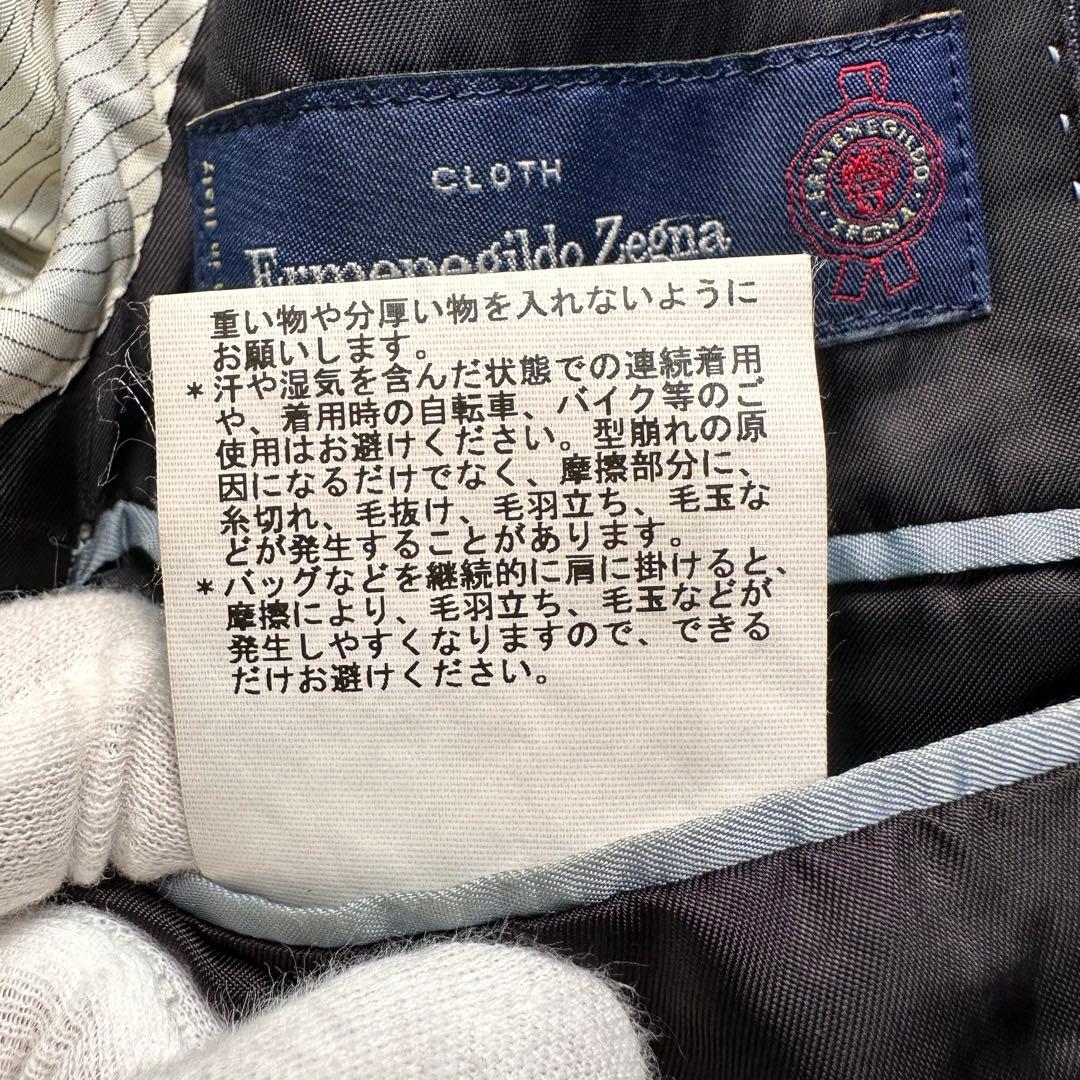 CLOTH
Ermenegildo Zegna
ERMENEGILDO
ZEGNA
in Italy
重い物や分厚い物を入れないように
お願いします。
*汗や湿気を含んだ状態での連続着用
や、着用時の自転車、バイク等のご
使用はお避けください。型崩れの原
因になるだけでなく、摩擦部分に、
糸切れ、毛抜け、毛羽立ち、毛玉な
どが発生することがあります。
*バッグなどを継続的に肩に掛けると、
摩擦により、毛羽立ち、毛玉などが
発生しやすくなりますので、できる
だけお避けください。